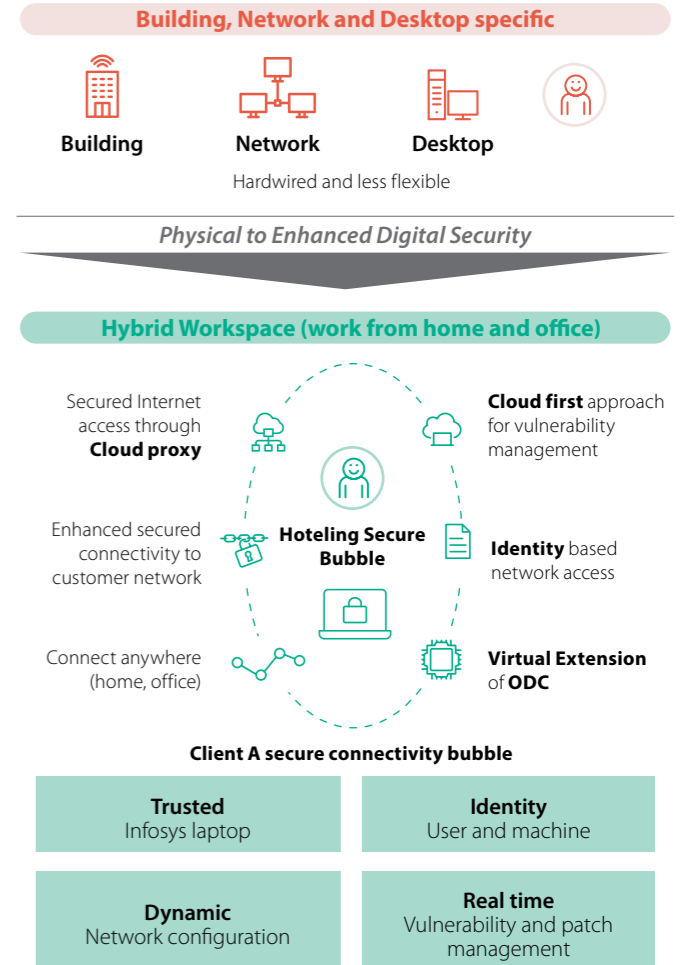 Building, Network and Desktop specific
Building
Network
Desktop
Hardwired and less flexible
Physical to Enhanced Digital Security
Hybrid Workspace (work from home and office)
Secured Internet
access through
Cloud proxy
Cloud first approach
for vulnerability
management
Enhanced secured
connectivity to
customer network
Hoteling Secure
Bubble
Identity based
network access
Connect anywhere
(home, office)
Virtual Extension
of ODC
Client A secure connectivity bubble
Trusted
Infosys laptop
Identity
User and machine
Dynamic
Network configuration
Real time
Vulnerability and patch
management